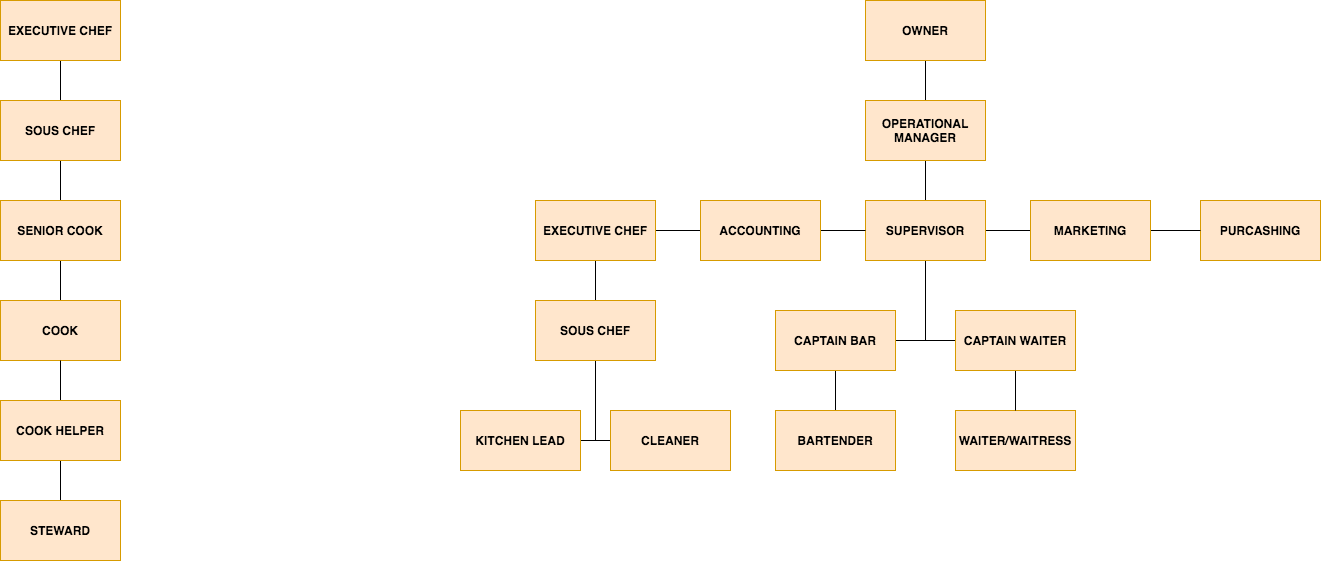 EXECUTIVE CHEF
SOUS CHEF
SENIOR COOK
COOK
COOK HELPER
STEWARD
OWNER
OPERATIONAL
MANAGER
EXECUTIVE CHEF
ACCOUNTING
SUPERVISOR
MARKETING
PURCASHING
SOUS CHEF
CAPTAIN BAR
CAPTAIN WAITER
KITCHEN LEAD
CLEANER
BARTENDER
WAITER/WAITRESS